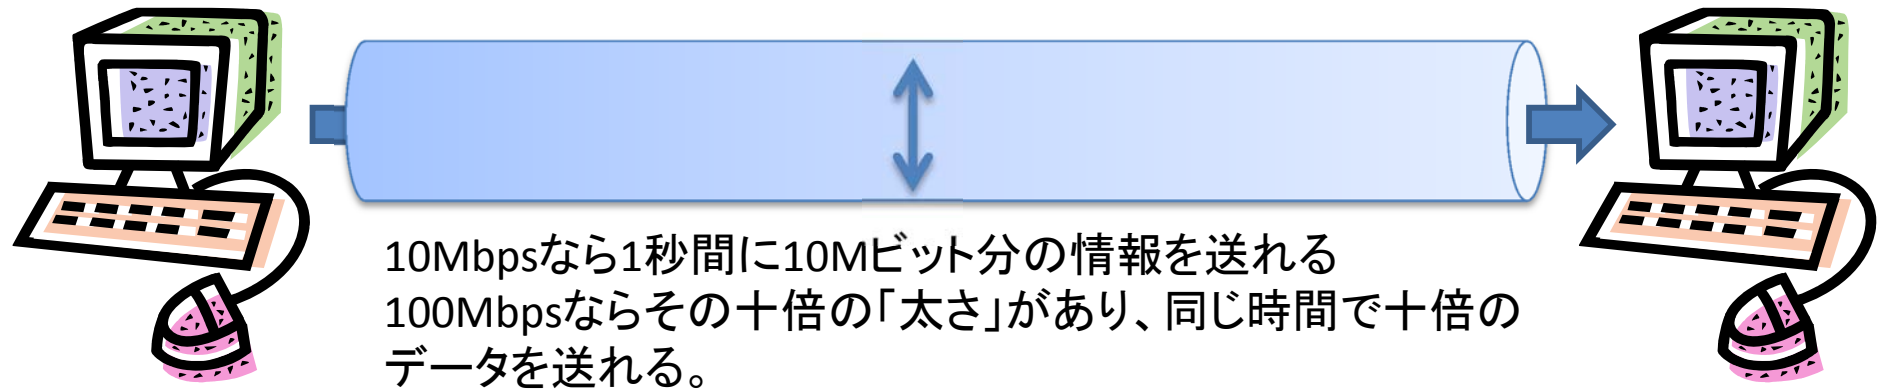 10Mbpsなら1秒間に10Mビット分の情報を送れる
100Mbpsならその十倍の「太さ」があり、同じ時間で十倍の
データを送れる。